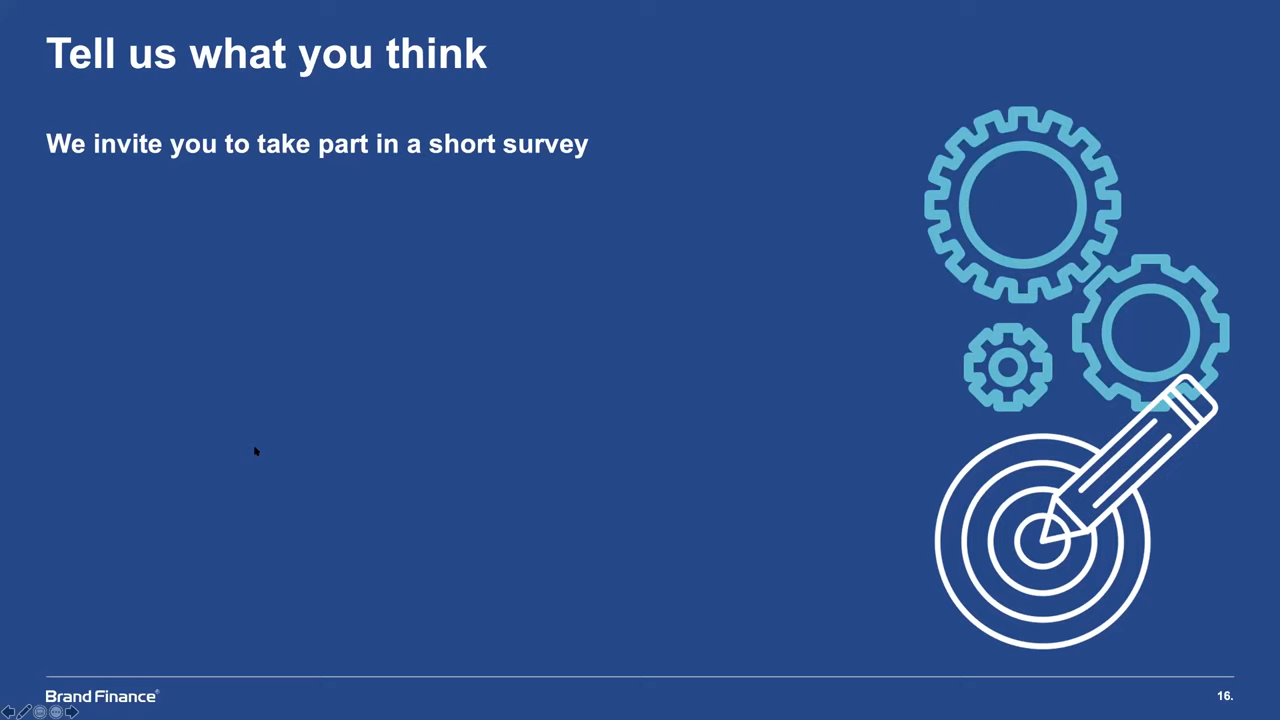 Tell us what you think
We invite you to take part in a short survey
Brand Finance®
16.